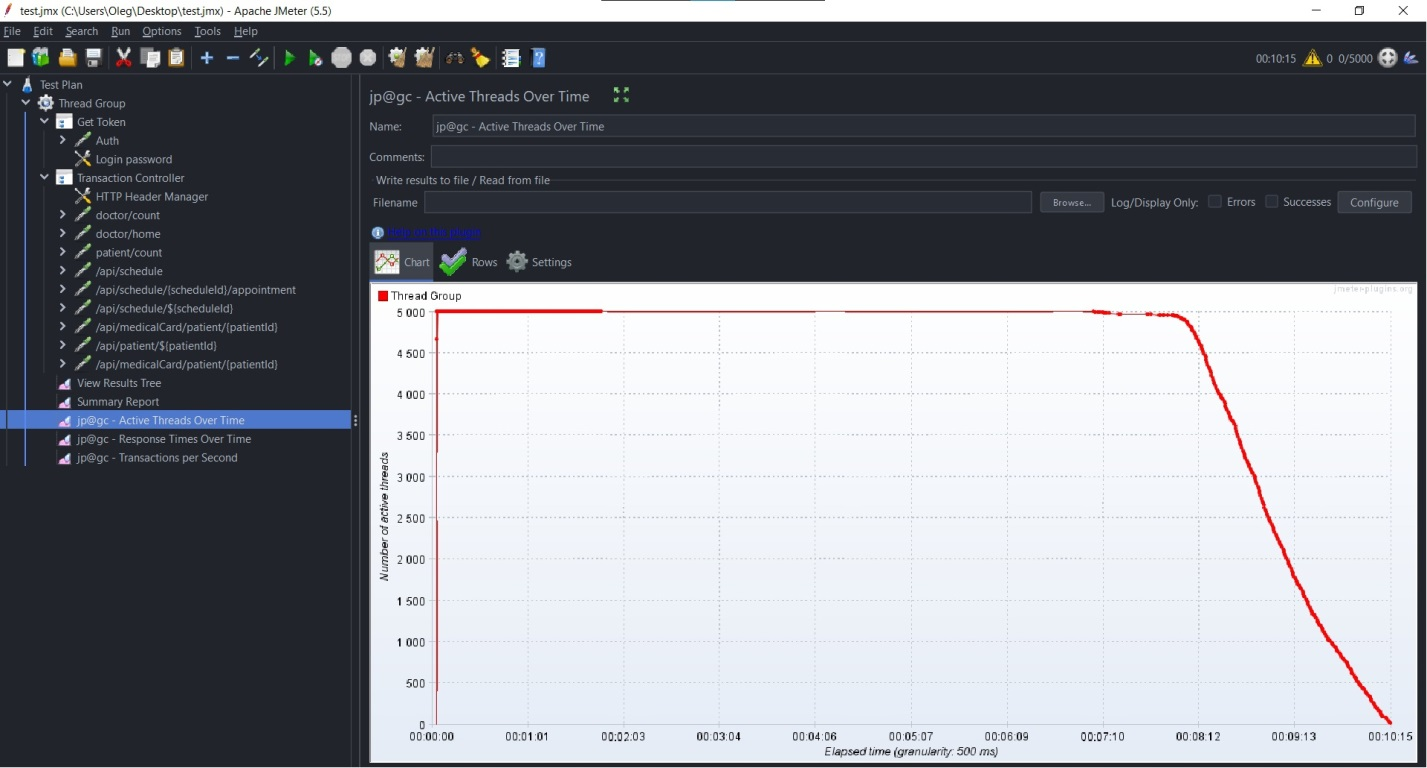 test.jmx (C:\Users\Oleg\Desktop\test.jmx) - Apache JMeter (5.5)
File Edit Search Run Options Tools Help
00:10:15 0 0/5000
Test Plan
Thread Group
Get Token
Auth
Login password
Transaction Controller
HTTP Header Manager
doctor/count
doctor/home
patient/count
/api/schedule
/api/schedule/{scheduleId}/appointment
/api/schedule/${scheduleId}
/api/medicalCard/patient/{patientId}
/api/patient/${patientId}
/api/medicalCard/patient/{patientId}
View Results Tree
Summary Report
jp@gc - Active Threads Over Time
jp@gc - Response Times Over Time
jp@gc - Transactions per Second
jp@gc - Active Threads Over Time
Name: jp@gc - Active Threads Over Time
Comments:
Write results to file / Read from file
Filename Browse... Log/Display Only: Errors Successes Configure
Help on this plugin
Chart Rows Settings
jmeter-plugins.org
Thread Group
5 000
4 500
4 000
3 500
3 000
2 500
2 000
1 500
1 000
500
0
Number of active threads
00:00:00 00:01:01 00:02:03 00:03:04 00:04:06 00:05:07 00:06:09 00:07:10 00:08:12 00:09:13 00:10:15
Elapsed time (granularity: 500 ms)